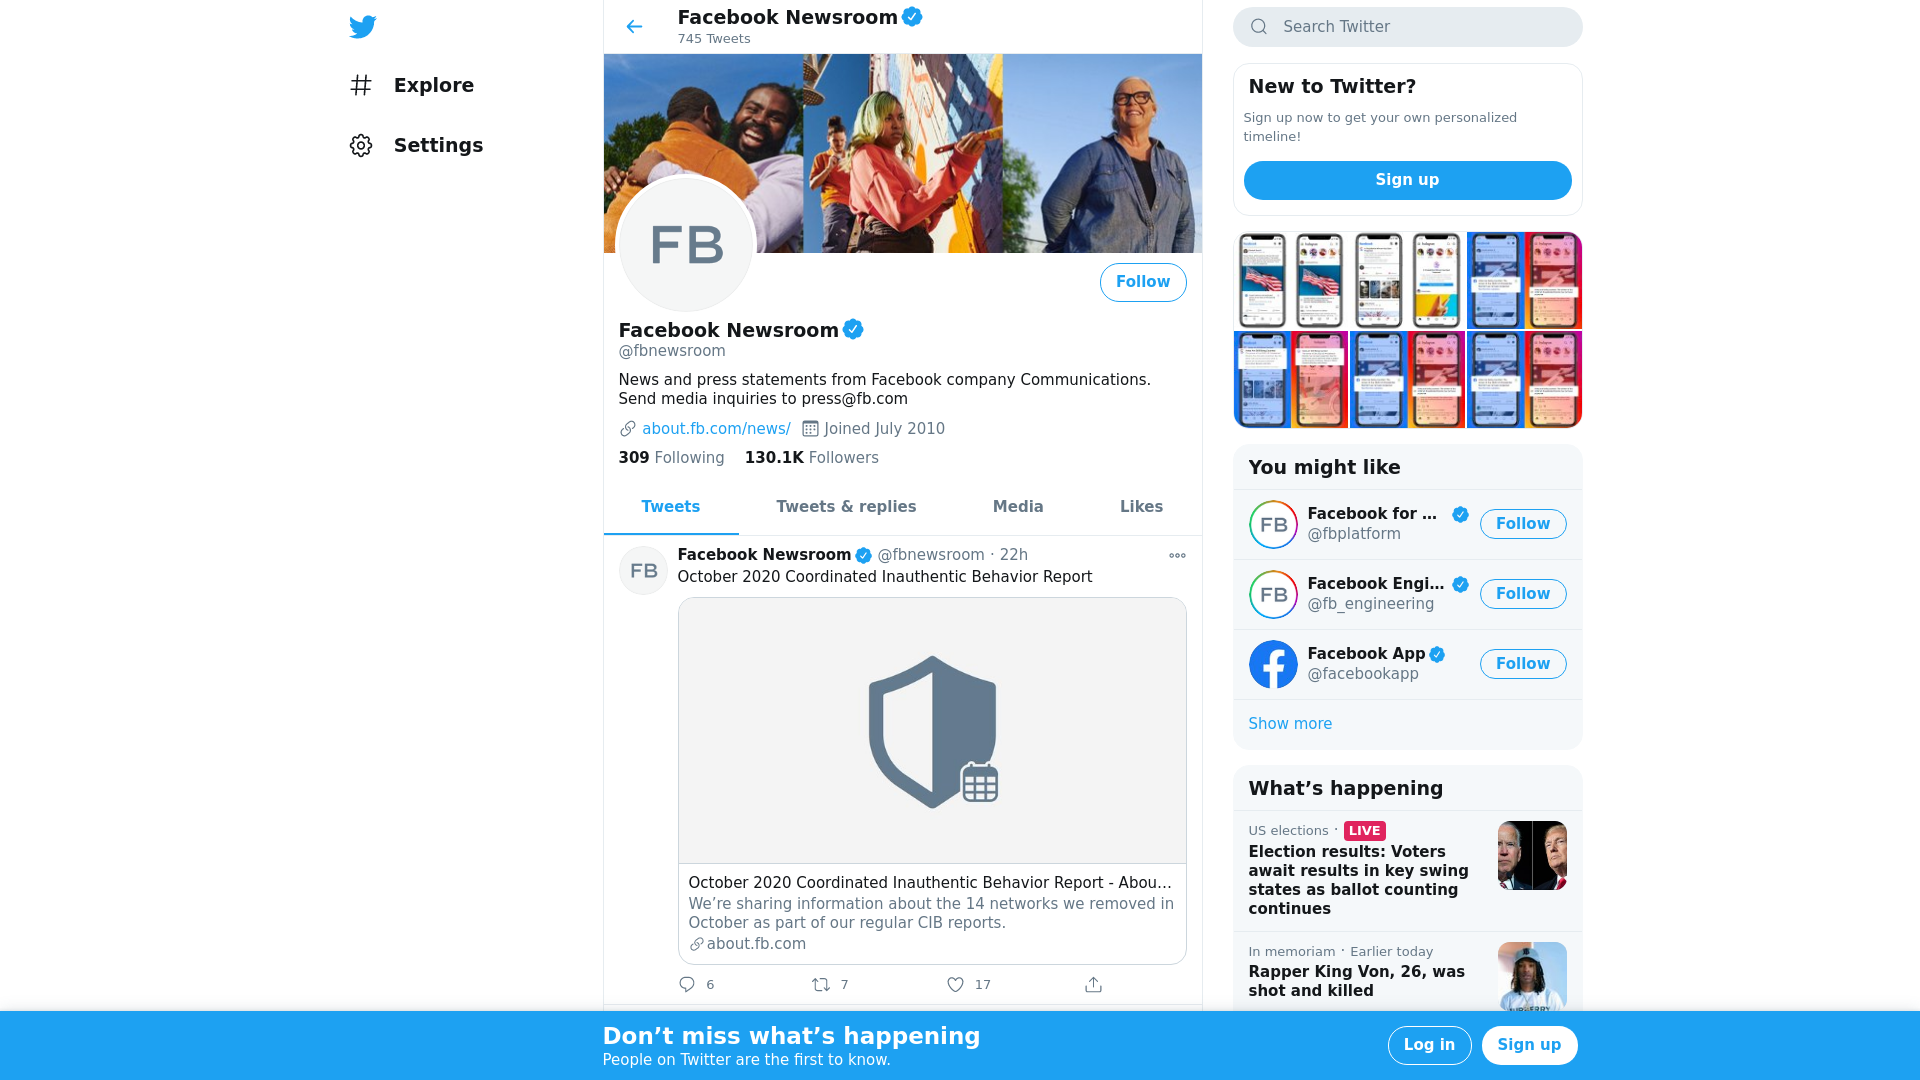 Explore
Settings
Facebook Newsroom
745 Tweets
FB
Follow
Facebook Newsroom
@fbnewsroom
News and press statements from Facebook company Communications.
Send media inquiries to press@fb.com
about.fb.com/news/ Joined July 2010
309 Following 130.1K Followers
Tweets Tweets & replies Media Likes
FB
Facebook Newsroom @fbnewsroom · 22h
October 2020 Coordinated Inauthentic Behavior Report
October 2020 Coordinated Inauthentic Behavior Report - Abou…
We’re sharing information about the 14 networks we removed in
October as part of our regular CIB reports.
about.fb.com
6 7 17
Search Twitter
New to Twitter?
Sign up now to get your own personalized
timeline!
Sign up
You might like
FB
Facebook for …
@fbplatform
Follow
FB
Facebook Engi…
@fb_engineering
Follow
Facebook App
@facebookapp
Follow
Show more
What’s happening
US elections · LIVE
Election results: Voters
await results in key swing
states as ballot counting
continues
In memoriam · Earlier today
Rapper King Von, 26, was
shot and killed
Don’t miss what’s happening
People on Twitter are the first to know.
Log in
Sign up